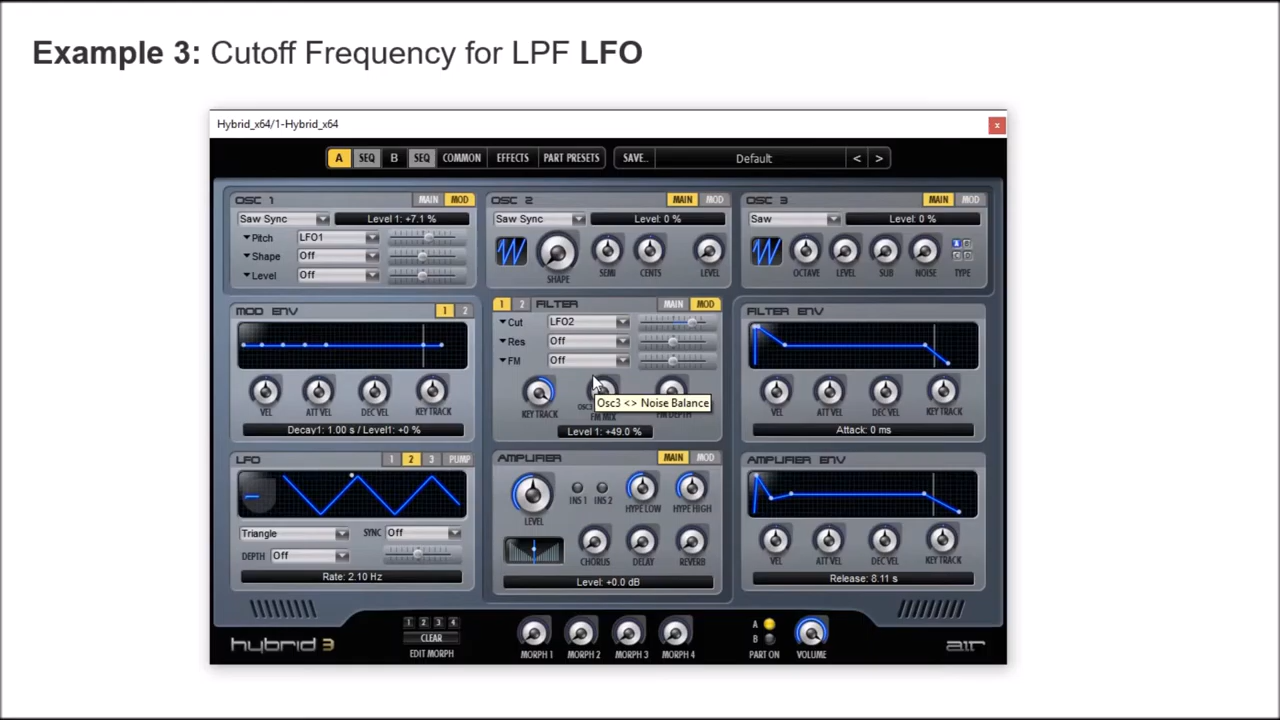 Example 3: Cutoff Frequency for LPF LFO
Hybrid_x64/1-Hybrid_x64
x
A SEQ B SEQ COMMON EFFECTS PART PRESETS SAVE.. Default < >
OSC 1 MAIN MOD
Saw Sync Level 1: +7.1 %
Pitch LFO1
Shape Off
Level Off
OSC 2 MAIN MOD
Saw Sync Level: 0 %
SHAPE SEMI CENTS LEVEL
OSC 3 MAIN MOD
Saw Level: 0 %
OCTAVE LEVEL SUB NOISE TYPE
MOD ENV 1 2
VEL ATT VEL DEC VEL KEY TRACK
Decay1: 1.00 s / Level1: +0 %
1 2 FILTER MAIN MOD
Cut LFO2
Res Off
FM Off
Osc3 <> Noise Balance
KEY TRACK FM MIX FM DEPTH
Level 1: +49.0 %
FILTER ENV
VEL ATT VEL DEC VEL KEY TRACK
Attack: 0 ms
LFO 1 2 3 PUMP
Triangle SYNC Off
DEPTH Off
Rate: 2.10 Hz
AMPLIFIER MAIN MOD
LEVEL INS 1 INS 2 HYPE LOW HYPE HIGH
CHORUS DELAY REVERB
Level: +0.0 dB
AMPLIFIER ENV
VEL ATT VEL DEC VEL KEY TRACK
Release: 8.11 s
hybrid 3
1 2 3 4
CLEAR
EDIT MORPH
MORPH 1 MORPH 2 MORPH 3 MORPH 4
A
B
PART ON
VOLUME
air